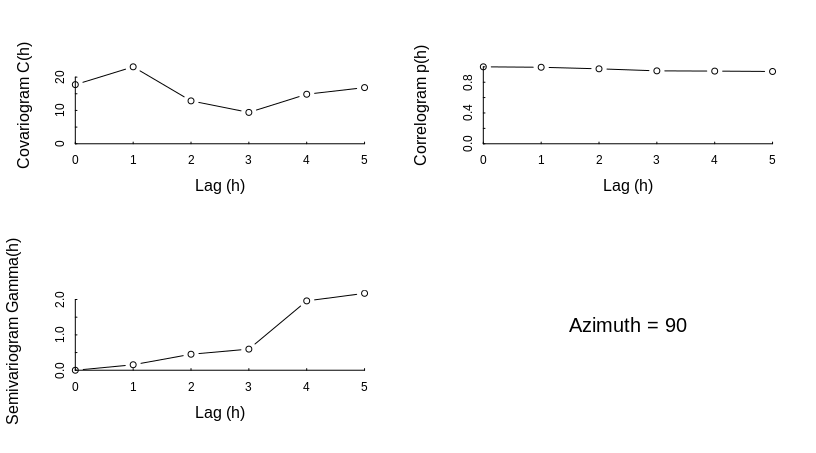 Covariogram C(h)
20
10
0
0 1 2 3 4 5
Lag (h)
Correlogram p(h)
0.8
0.4
0.0
0 1 2 3 4 5
Lag (h)
Semivariogram Gamma(h)
2.0
1.0
0.0
0 1 2 3 4 5
Lag (h)
Azimuth = 90